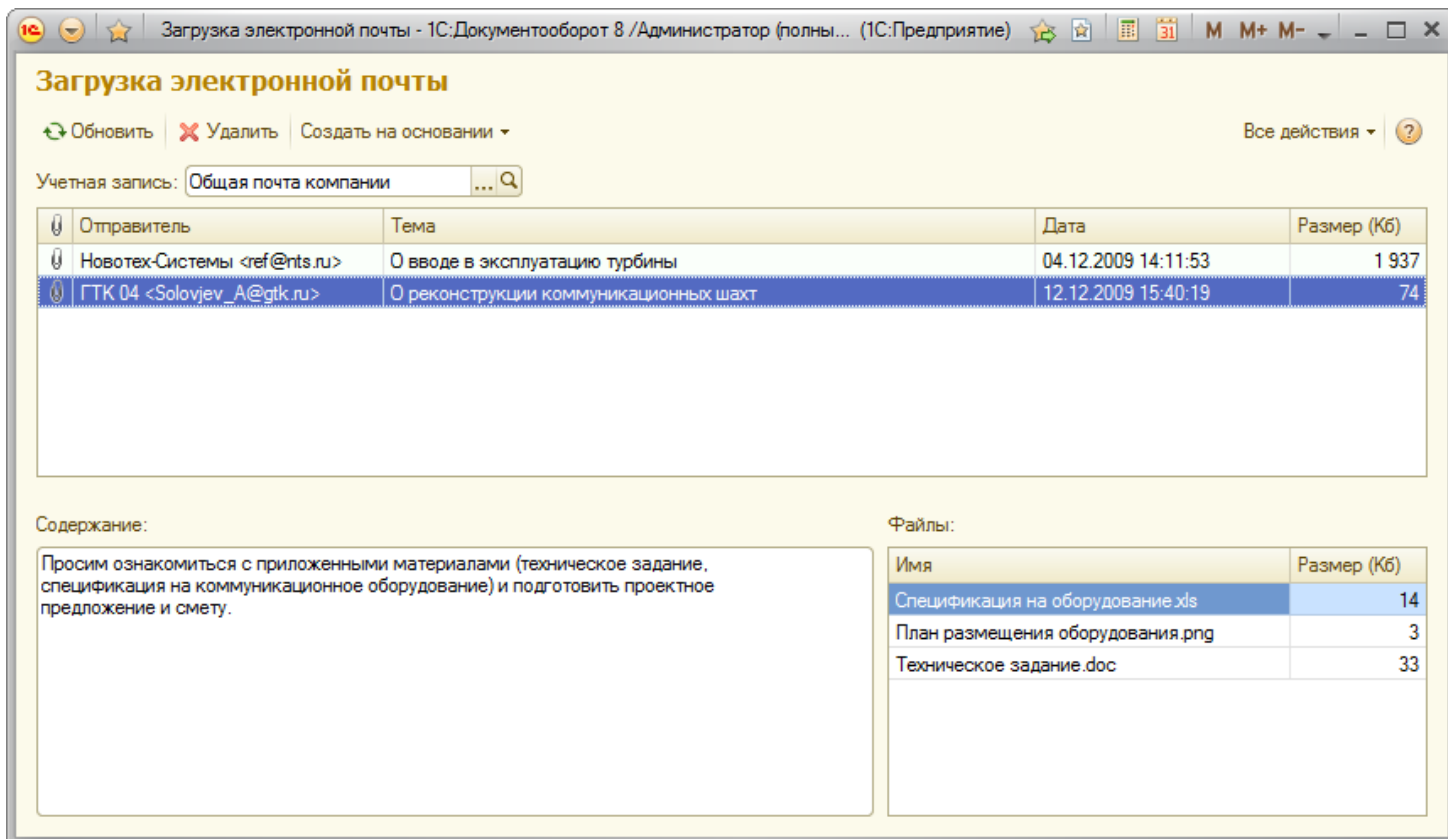 Загрузка электронной почты - 1С:Документооборот 8 /Администратор (полны... (1С:Предприятие) 31 M M+ M-
Загрузка электронной почты
Обновить Удалить Создать на основании Все действия ?
Учетная запись: Общая почта компании ...
Отправитель Тема Дата Размер (Кб)
Новотех-Системы <ref@nts.ru> О вводе в эксплуатацию турбины 04.12.2009 14:11:53 1 937
ГТК 04 <Solovjev_A@gtk.ru> О реконструкции коммуникационных шахт 12.12.2009 15:40:19 74
Содержание: Файлы:
Просим ознакомиться с приложенными материалами (техническое задание,
спецификация на коммуникационное оборудование) и подготовить проектное
предложение и смету.
Имя Размер (Кб)
Спецификация на оборудование.xls 14
План размещения оборудования.png 3
Техническое задание.doc 33